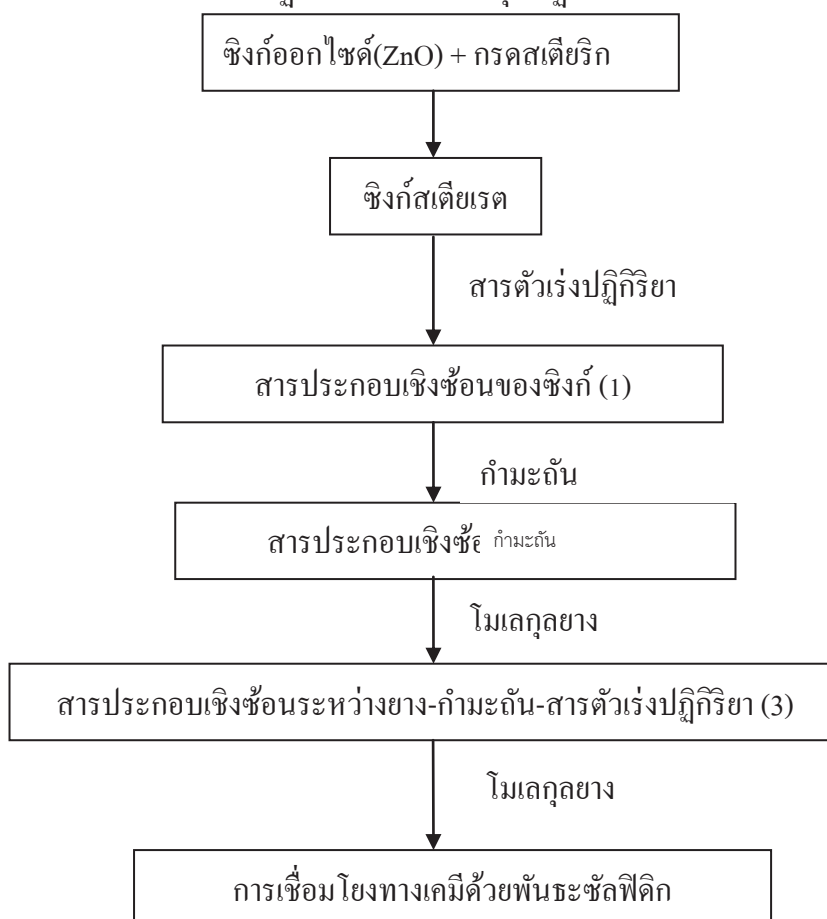 ซิงก์ออกไซด์(ZnO) + กรดสเตียริก
ซิงก์สเตียเรต
สารตัวเร่งปฏิกิริยา
สารประกอบเชิงซ้อนของซิงก์ (1)
กำมะถัน
สารประกอบเชิงซ้อ กำมะถัน
โมเลกุลยาง
สารประกอบเชิงซ้อนระหว่างยาง-กำมะถัน-สารตัวเร่งปฏิกิริยา (3)
โมเลกุลยาง
การเชื่อมโยงทางเคมีด้วยพันธะซัลฟิดิก